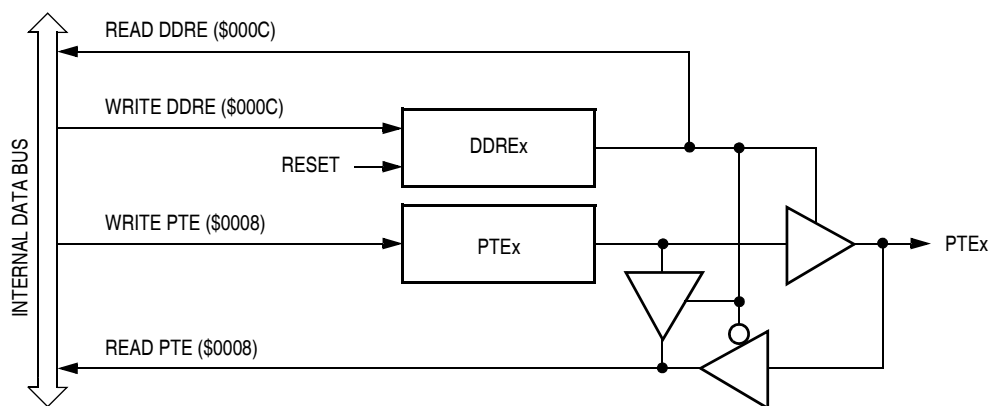 READ DDRE ($000C)
WRITE DDRE ($000C)
DDREx
RESET
WRITE PTE ($0008)
PTEx
PTEx
READ PTE ($0008)
INTERNAL DATA BUS